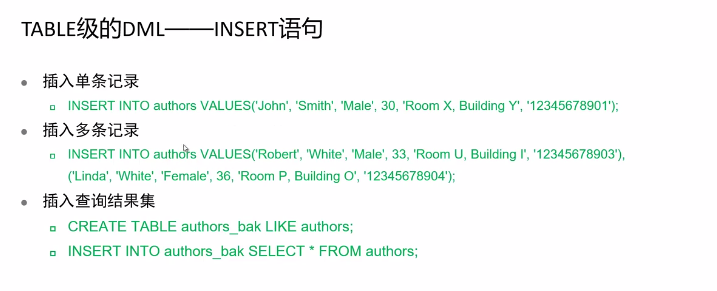 TABLE级的DML——INSERT语句
插入单条记录
INSERT INTO authors VALUES('John', 'Smith', 'Male', 30, 'Room X, Building Y', '12345678901');
插入多条记录
INSERT INTO authors VALUES('Robert', 'White', 'Male', 33, 'Room U, Building I', '12345678903'),
('Linda', 'White', 'Female', 36, 'Room P, Building O', '12345678904');
插入查询结果集
CREATE TABLE authors_bak LIKE authors;
INSERT INTO authors_bak SELECT * FROM authors;